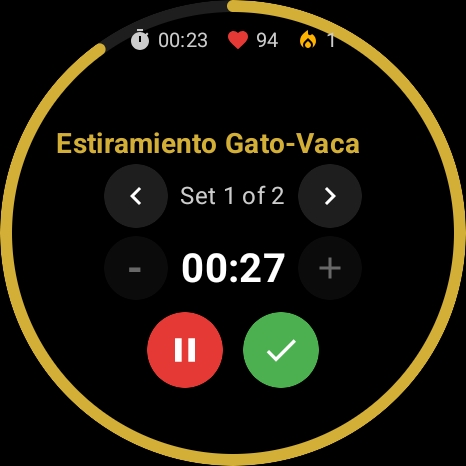 00:23 94 1
Estiramiento Gato-Vaca
Set 1 of 2
- 00:27 +